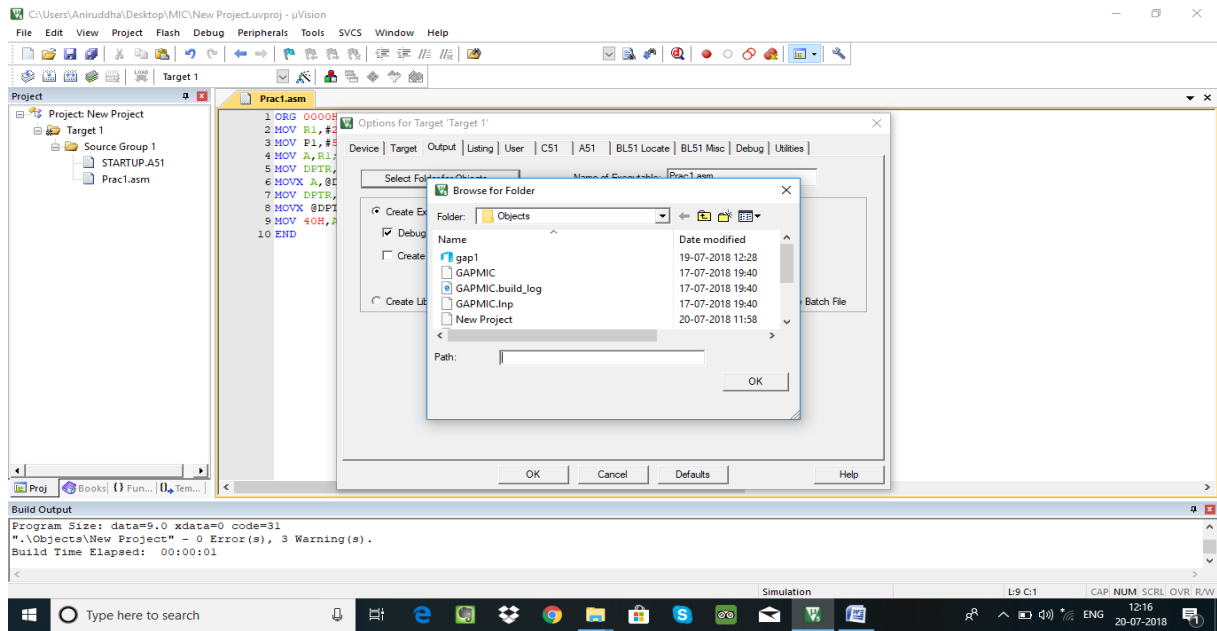 C:\Users\Aniruddha\Desktop\MIC\New Project.uvproj - µVision
File Edit View Project Flash Debug Peripherals Tools SVCS Window Help
LOAD Target 1
Project
Project: New Project
Target 1
Source Group 1
STARTUP.A51
Prac1.asm
Prac1.asm
1 ORG 0000H
2 MOV R1,#2
3 MOV P1,#5
4 MOV A,R1;
5 MOV DPTR,
6 MOVX A,@D
7 MOV DPTR,
8 MOVX @DPT
9 MOV 40H,A
10 END
Options for Target 'Target 1'
Device Target Output Listing User C51 A51 BL51 Locate BL51 Misc Debug Utilities
Select Folder for Objects... Name of Executable: Prac1.asm
Create Ex
Debug
Create
Create Lib Batch File
Browse for Folder
Folder: Objects
Name Date modified
gap1 19-07-2018 12:28
GAPMIC 17-07-2018 19:40
GAPMIC.build_log 17-07-2018 19:40
GAPMIC.lnp 17-07-2018 19:40
New Project 20-07-2018 11:58
Path:
OK
OK Cancel Defaults Help
Proj Books {} Fun... Tem...
Build Output
Program Size: data=9.0 xdata=0 code=31
".\Objects\New Project" - 0 Error(s), 3 Warning(s).
Build Time Elapsed: 00:00:01
Simulation L:9 C:1 CAP NUM SCRL OVR R/W
Type here to search
ENG 12:16
20-07-2018
1